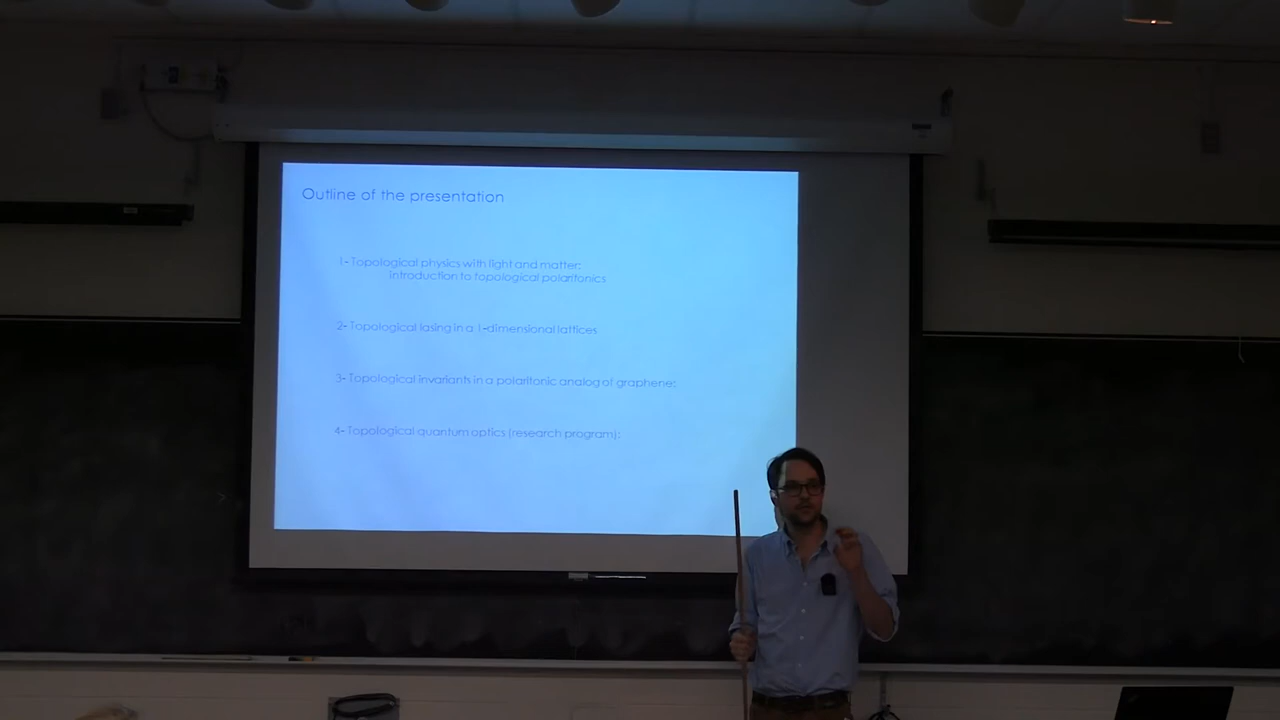 Outline of the presentation
1- Topological physics with light and matter:
introduction to topological polaritonics
2- Topological lasing in a 1-dimensional lattices
3- Topological invariants in a polaritonic analog of graphene:
4- Topological quantum optics (research program):